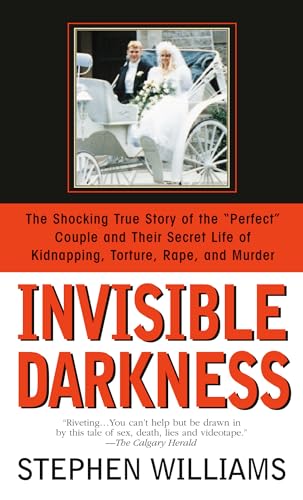 The Shocking True Story of the "Perfect"
Couple and Their Secret Life of
Kidnapping, Torture, Rape, and Murder
INVISIBLE
DARKNESS
"Riveting...You can't help but be drawn in
by this tale of sex, death, lies and videotape."
—The Calgary Herald
STEPHEN WILLIAMS